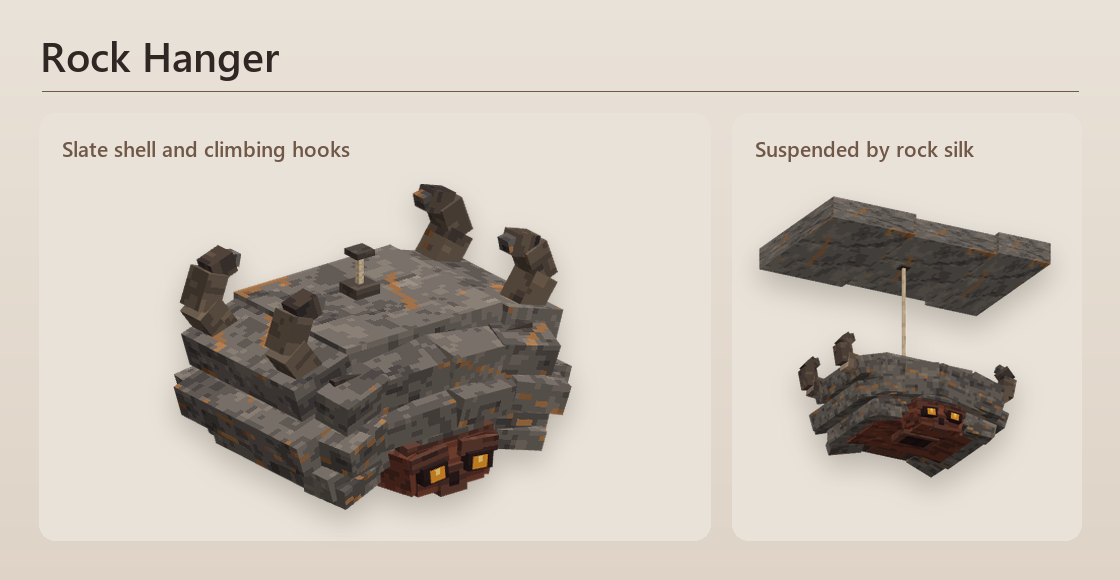 Rock Hanger
Slate shell and climbing hooks
Suspended by rock silk